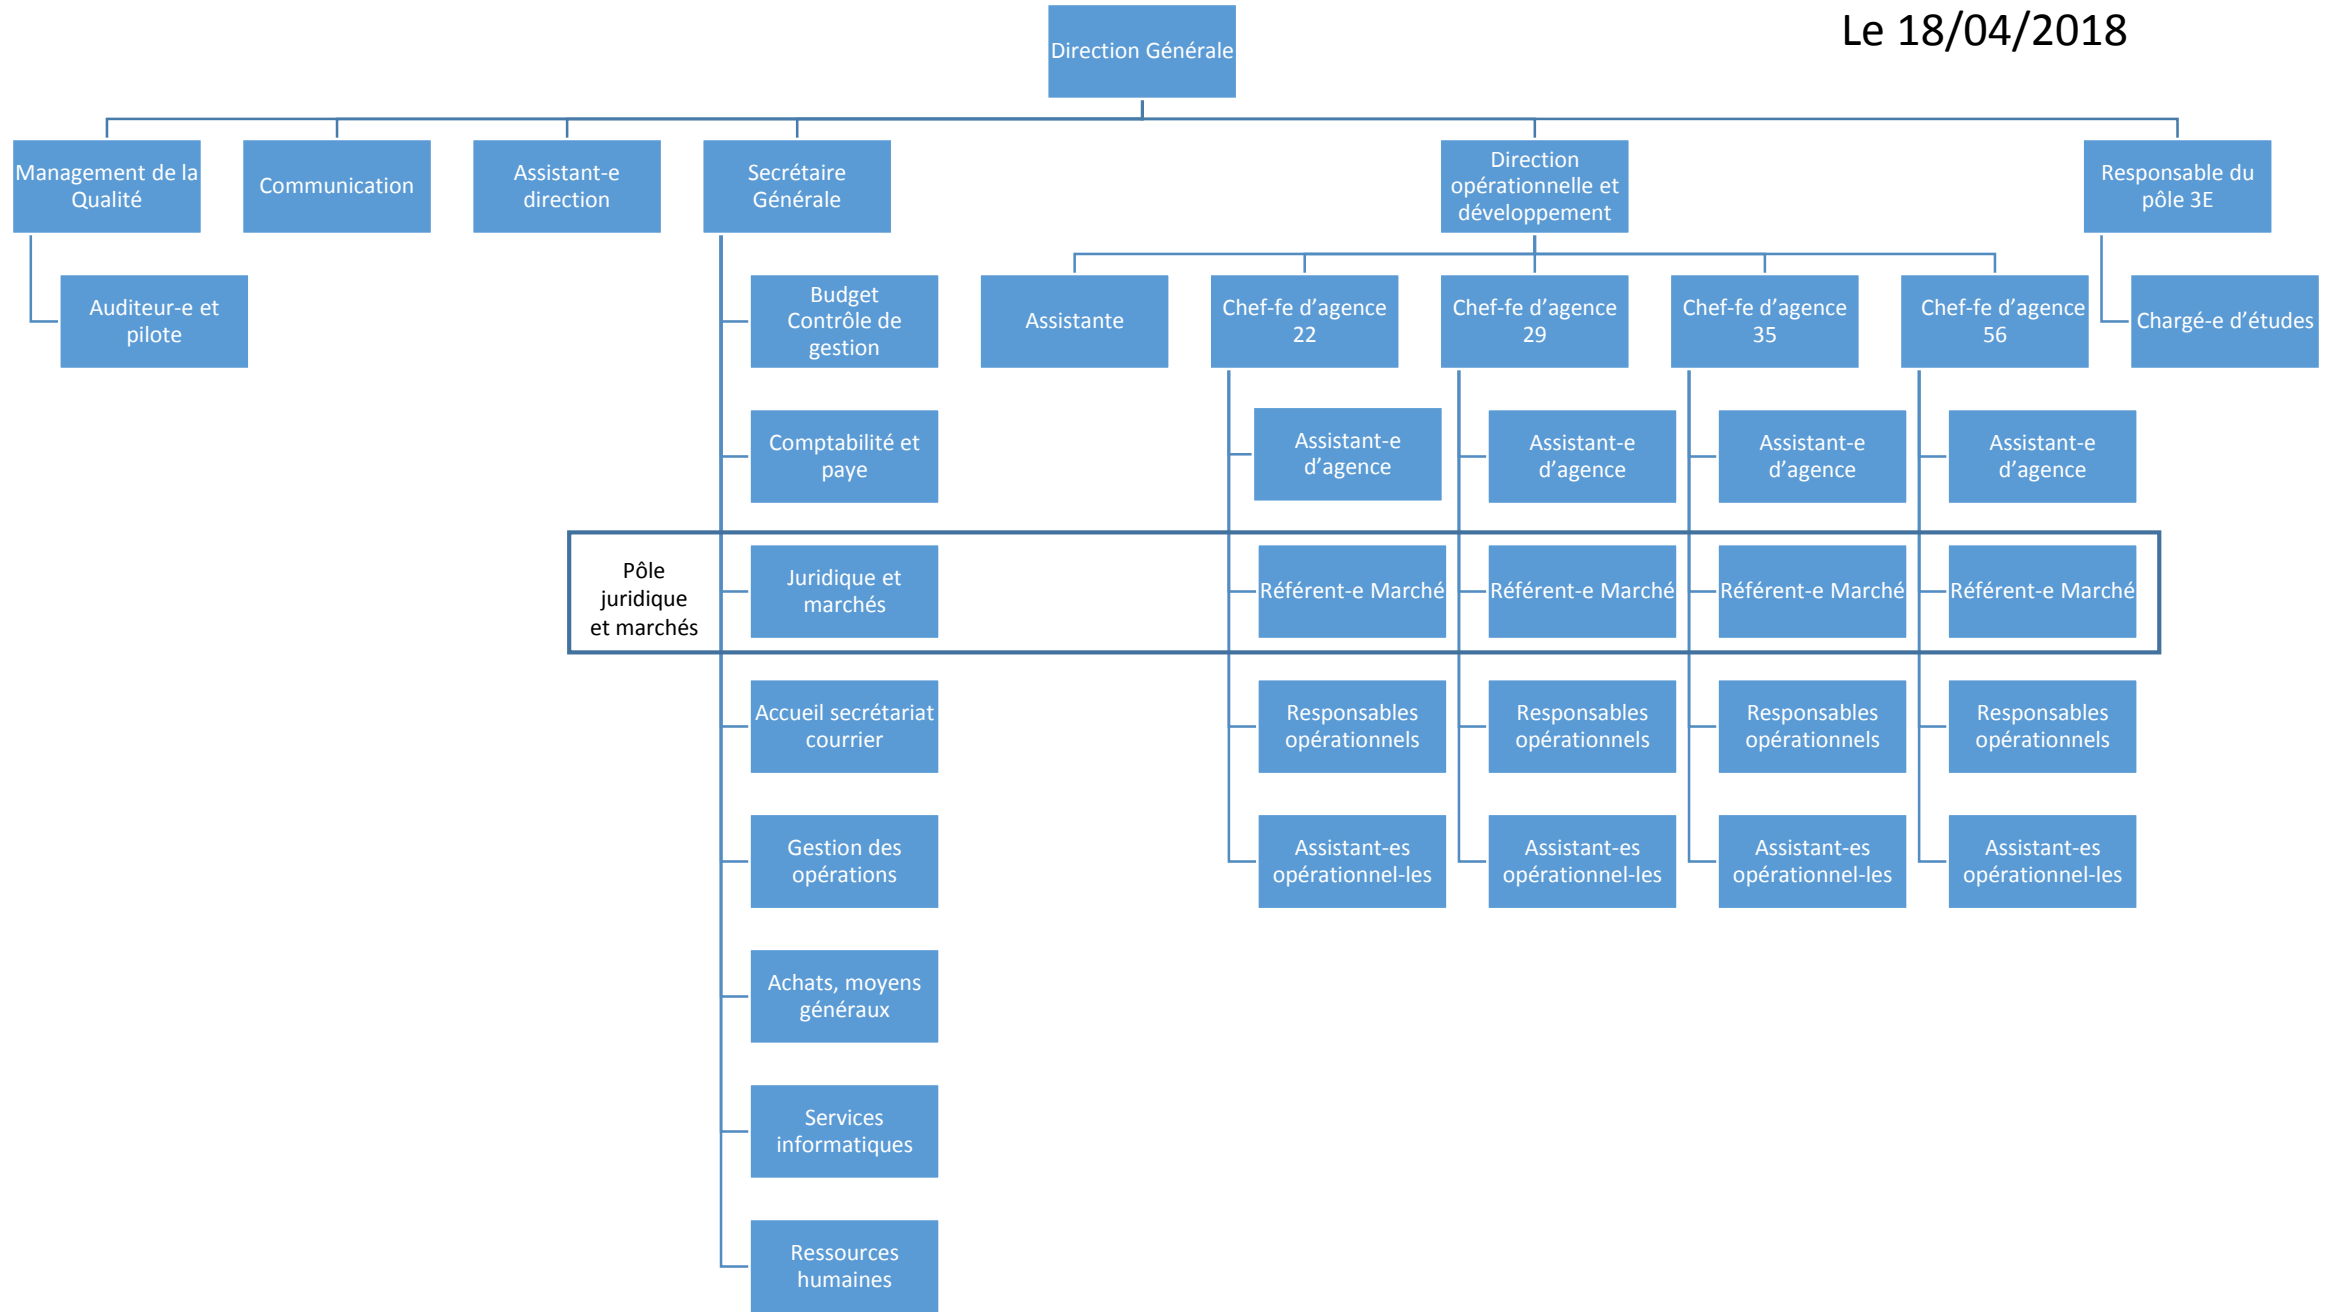 Le 18/04/2018
Direction Générale
Management de la
Qualité
Communication
Assistant-e
direction
Secrétaire
Générale
Direction
opérationnelle et
développement
Responsable du
pôle 3E
Auditeur-e et
pilote
Budget
Contrôle de
gestion
Assistante
Chef-fe d’agence
22
Chef-fe d’agence
29
Chef-fe d’agence
35
Chef-fe d’agence
56
Chargé-e d’études
Comptabilité et
paye
Assistant-e
d’agence
Assistant-e
d’agence
Assistant-e
d’agence
Assistant-e
d’agence
Pôle
juridique
et marchés
Juridique et
marchés
Référent-e Marché
Référent-e Marché
Référent-e Marché
Référent-e Marché
Accueil secrétariat
courrier
Responsables
opérationnels
Responsables
opérationnels
Responsables
opérationnels
Responsables
opérationnels
Gestion des
opérations
Assistant-es
opérationnel-les
Assistant-es
opérationnel-les
Assistant-es
opérationnel-les
Assistant-es
opérationnel-les
Achats, moyens
généraux
Services
informatiques
Ressources
humaines